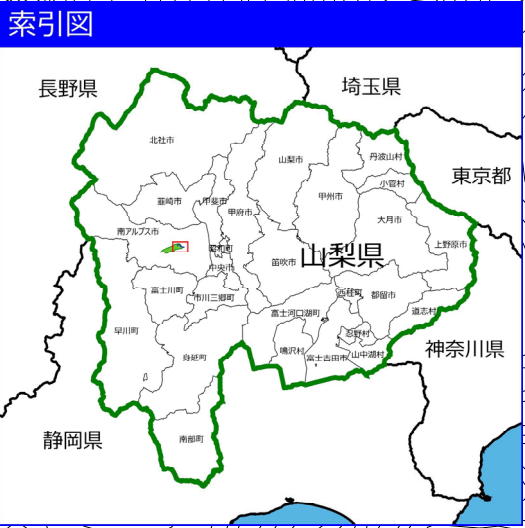 索引図
長野県
埼玉県
北社市
山梨市
丹波山村
東京都
小菅村
韮崎市
甲斐市
甲州市
甲府市
大月市
南アルプス市
上野原市
昭和町
山梨県
中央市
笛吹市
富士川町
市川三郷町
西桂町
都留市
道志村
富士河口湖町
早川町
忍野村
神奈川県
鳴沢村
富士吉田市
山中湖村
身延町
静岡県
南部町